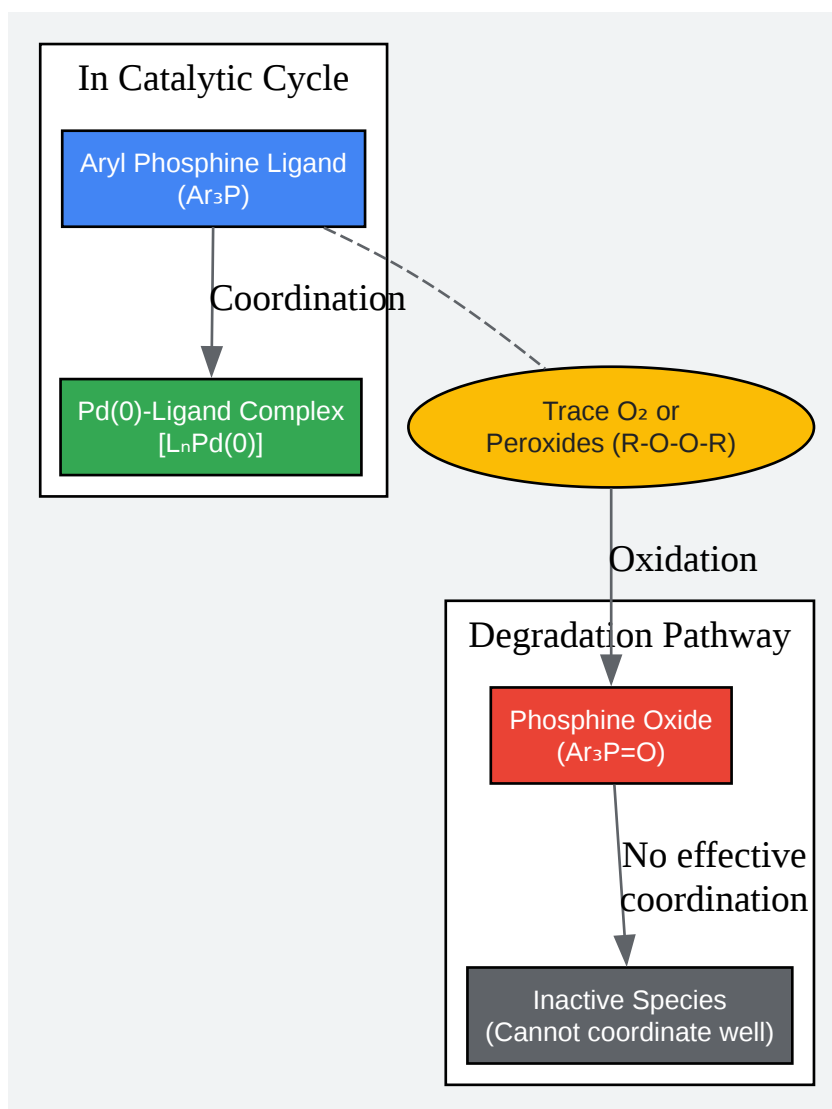 In Catalytic Cycle
Aryl Phosphine Ligand
(Ar₃P)
Coordination
Pd(0)-Ligand Complex
[LₙPd(0)]
Trace O₂ or
Peroxides (R-O-O-R)
Oxidation
Degradation Pathway
Phosphine Oxide
(Ar₃P=O)
No effective
coordination
Inactive Species
(Cannot coordinate well)